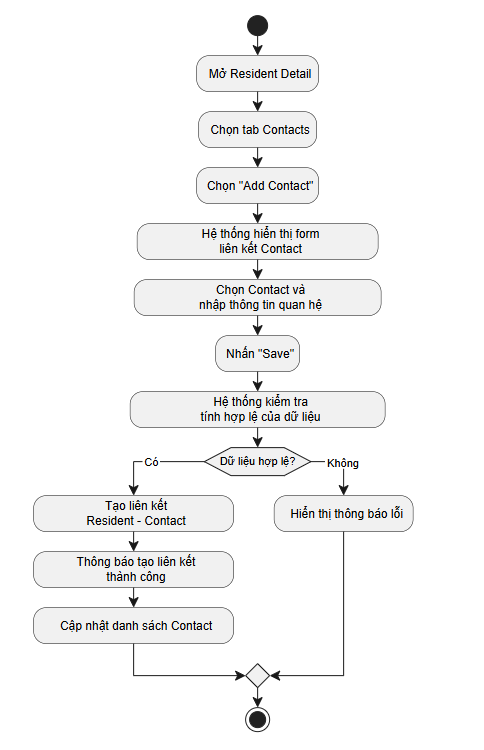 Mở Resident Detail
Chọn tab Contacts
Chọn "Add Contact"
Hệ thống hiển thị form
liên kết Contact
Chọn Contact và
nhập thông tin quan hệ
Nhấn "Save"
Hệ thống kiểm tra
tính hợp lệ của dữ liệu
Dữ liệu hợp lệ?
Có
Không
Tạo liên kết
Resident - Contact
Hiển thị thông báo lỗi
Thông báo tạo liên kết
thành công
Cập nhật danh sách Contact